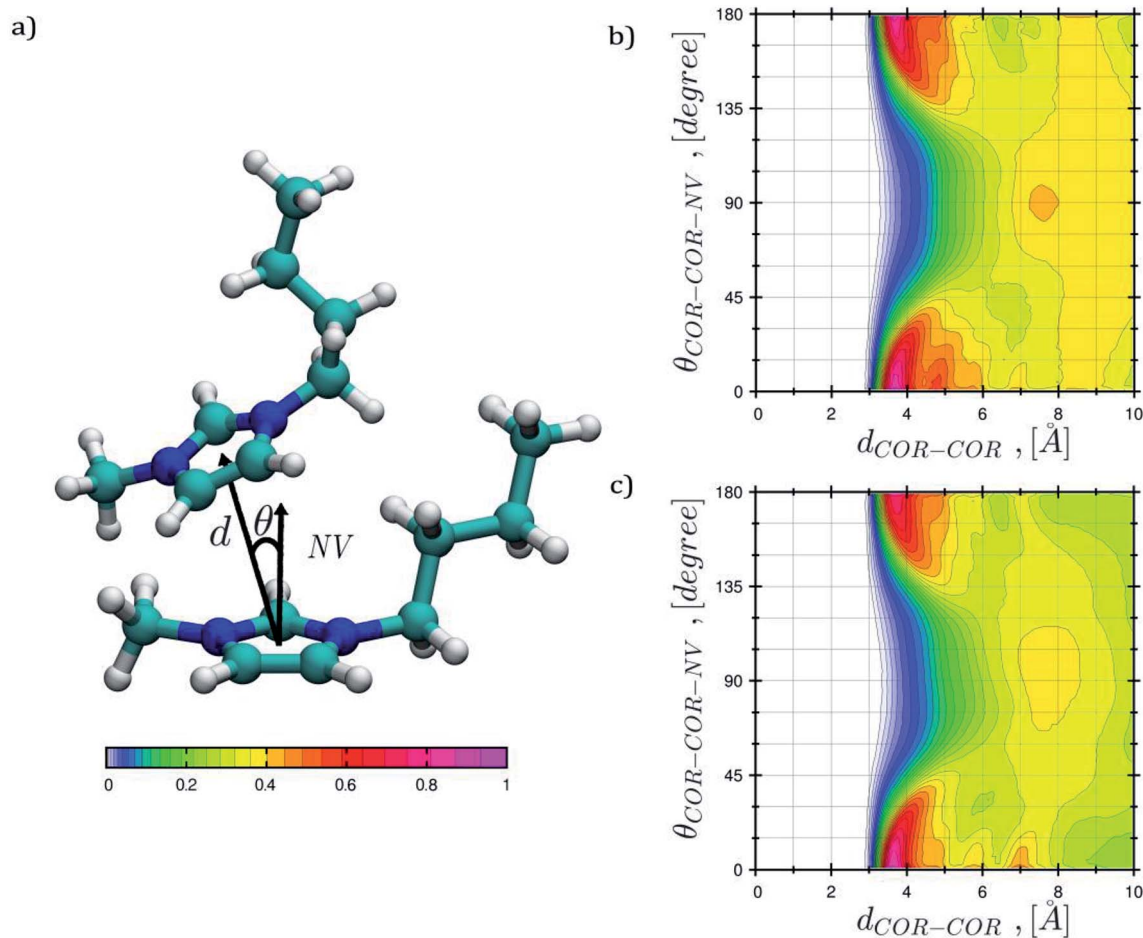 a)
d
θ
NV
0 0.2 0.4 0.6 0.8 1
b)
θCOR−COR−NV , [degree]
180
135
90
45
0
0 2 4 6 8 10
dCOR−COR , [Å]
c)
θCOR−COR−NV , [degree]
180
135
90
45
0
0 2 4 6 8 10
dCOR−COR , [Å]